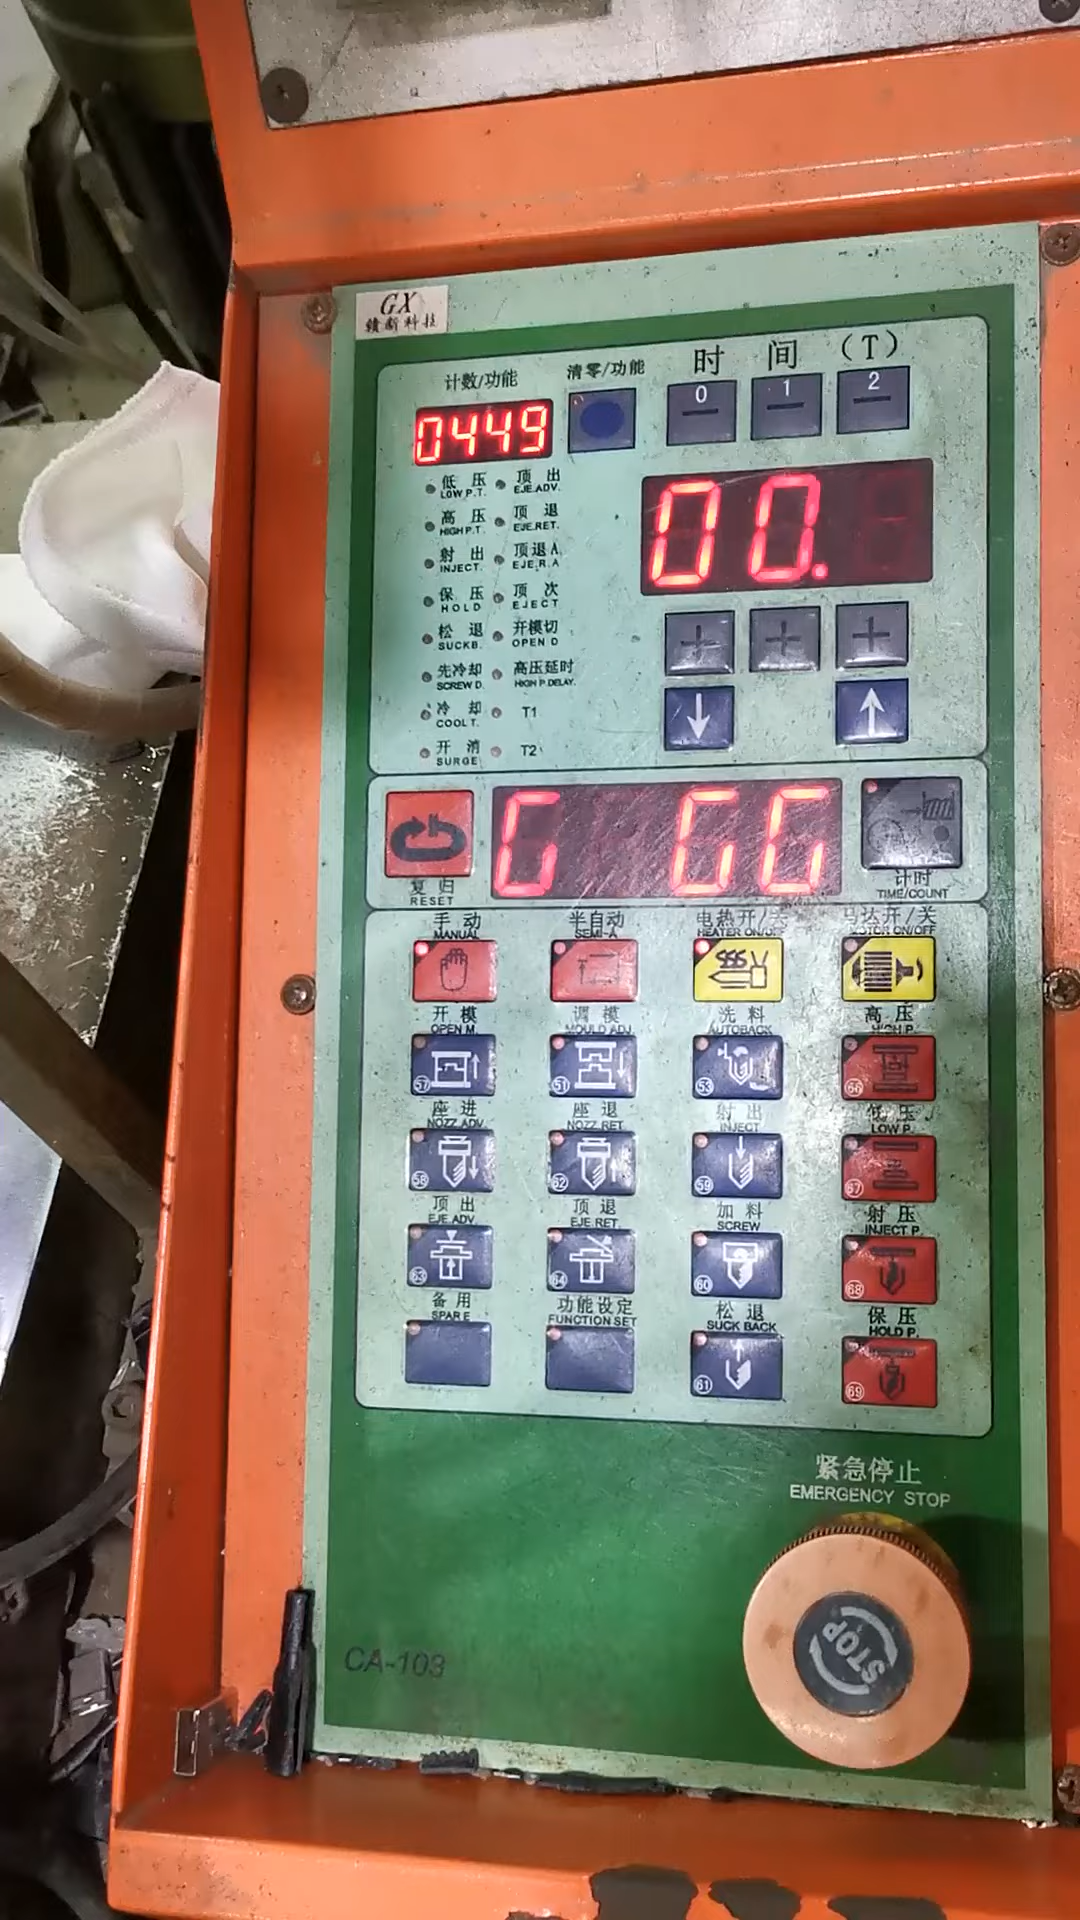 GX
赣新科技
计数/功能
清零/功能
时 间 (T)
0 1 2
0449
00.
低 压
LOW P.T.
顶 出
EJE.ADV.
高 压
HIGH P.T.
顶 退
EJE.RET.
射 出
INJECT.
顶退A
EJE.R.A
保 压
HOLD
顶 次
EJECT
松 退
SUCKB.
开模切
OPEN D
先冷却
SCREW D.
高压延时
HIGH P.DELAY.
冷 却
COOL T.
T1
开 消
SURGE
T2
复 归
RESET
G GG
计时
TIME/COUNT
手 动
MANUAL
半自动
SEMI-A
电热开/关
HEATER ON/OFF
马达开/关
MOTOR ON/OFF
开 模
OPEN M.
调 模
MOULD ADJ
洗 料
AUTOBACK
高 压
HIGH P.
57
51
53
66
座 进
NOZZ.ADV.
座 退
NOZZ.RET.
射 出
INJECT
低 压
LOW P.
58
62
59
67
顶 出
EJE.ADV.
顶 退
EJE.RET.
加 料
SCREW
射 压
INJECT P.
63
64
60
68
备 用
SPARE
功能设定
FUNCTION SET
松 退
SUCK BACK
保 压
HOLD P.
61
69
紧急停止
EMERGENCY STOP
STOP
CA-103